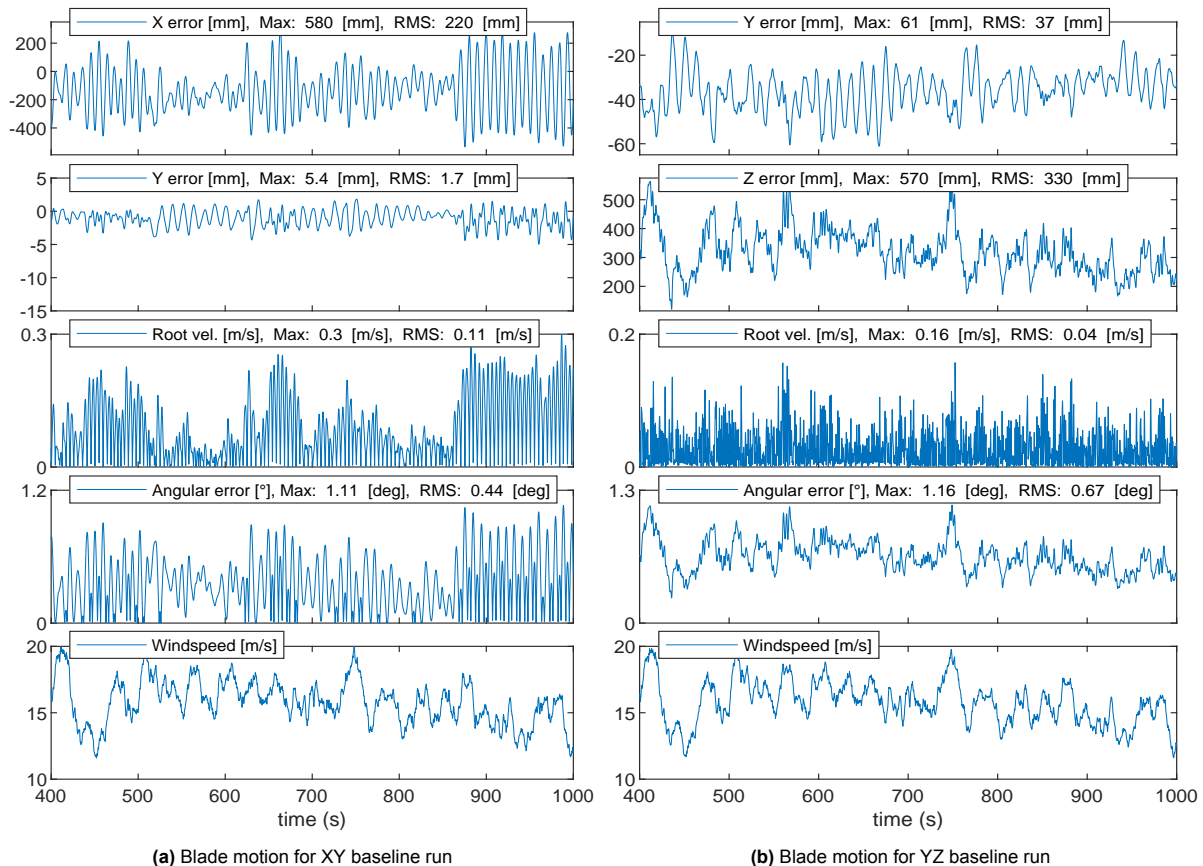 X error [mm], Max: 580 [mm], RMS: 220 [mm]
200
0
-200
-400
Y error [mm], Max: 5.4 [mm], RMS: 1.7 [mm]
5
0
-5
-10
-15
Root vel. [m/s], Max: 0.3 [m/s], RMS: 0.11 [m/s]
0.3
0
Angular error [°], Max: 1.11 [deg], RMS: 0.44 [deg]
1.2
0
Windspeed [m/s]
20
15
10
400 500 600 700 800 900 1000
time (s)
(a) Blade motion for XY baseline run
Y error [mm], Max: 61 [mm], RMS: 37 [mm]
-20
-40
-60
Z error [mm], Max: 570 [mm], RMS: 330 [mm]
500
400
300
200
Root vel. [m/s], Max: 0.16 [m/s], RMS: 0.04 [m/s]
0.2
0
Angular error [°], Max: 1.16 [deg], RMS: 0.67 [deg]
1.3
0
Windspeed [m/s]
20
15
10
400 500 600 700 800 900 1000
time (s)
(b) Blade motion for YZ baseline run